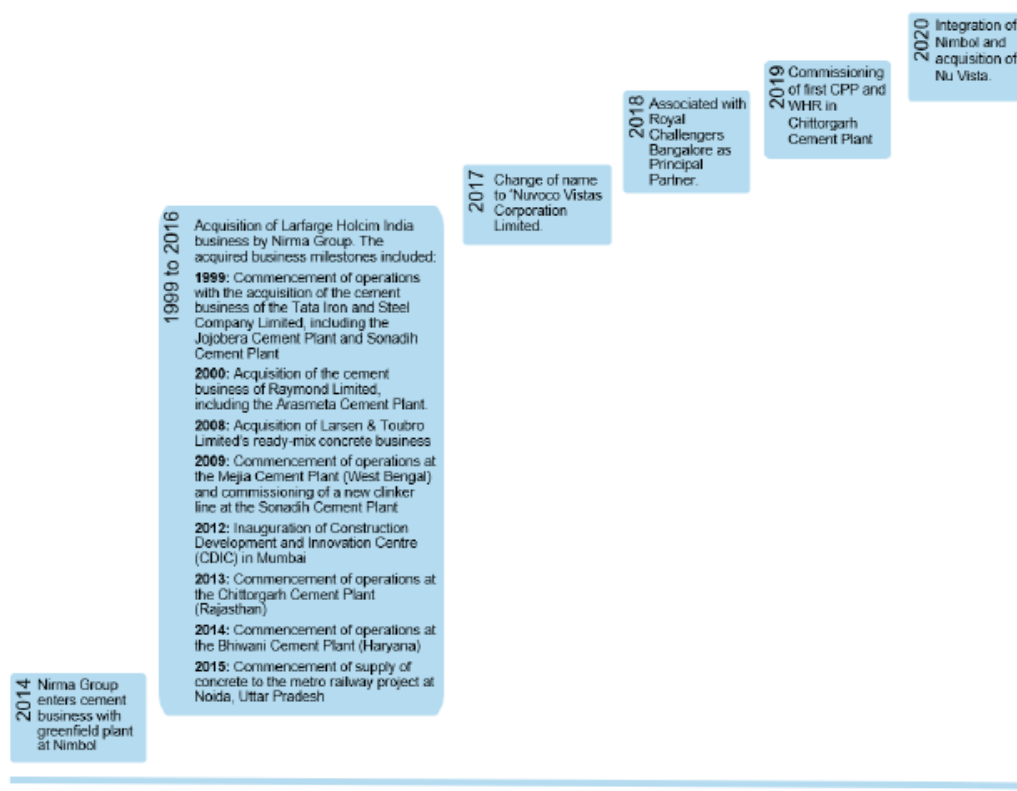 2014
Nirma Group
enters cement
business with
greenfield plant
at Nimbol
1999 to 2016
Acquisition of Larfarge Holcim India
business by Nirma Group. The
acquired business milestones included:
1999: Commencement of operations
with the acquisition of the cement
business of the Tata Iron and Steel
Company Limited, including the
Jojobera Cement Plant and Sonadih
Cement Plant
2000: Acquisition of the cement
business of Raymond Limited,
including the Arasmeta Cement Plant.
2008: Acquisition of Larsen & Toubro
Limited's ready-mix concrete business
2009: Commencement of operations at
the Mejia Cement Plant (West Bengal)
and commissioning of a new clinker
line at the Sonadih Cement Plant
2012: Inauguration of Construction
Development and Innovation Centre
(CDIC) in Mumbai
2013: Commencement of operations at
the Chittorgarh Cement Plant
(Rajasthan)
2014: Commencement of operations at
the Bhiwani Cement Plant (Haryana)
2015: Commencement of supply of
concrete to the metro railway project at
Noida, Uttar Pradesh
2017
Change of name
to 'Nuvoco Vistas
Corporation
Limited.
2018
Associated with
Royal
Challengers
Bangalore as
Principal
Partner.
2019
Commissioning
of first CPP and
WHR in
Chittorgarh
Cement Plant
2020
Integration of
Nimbol and
acquisition of
Nu Vista.